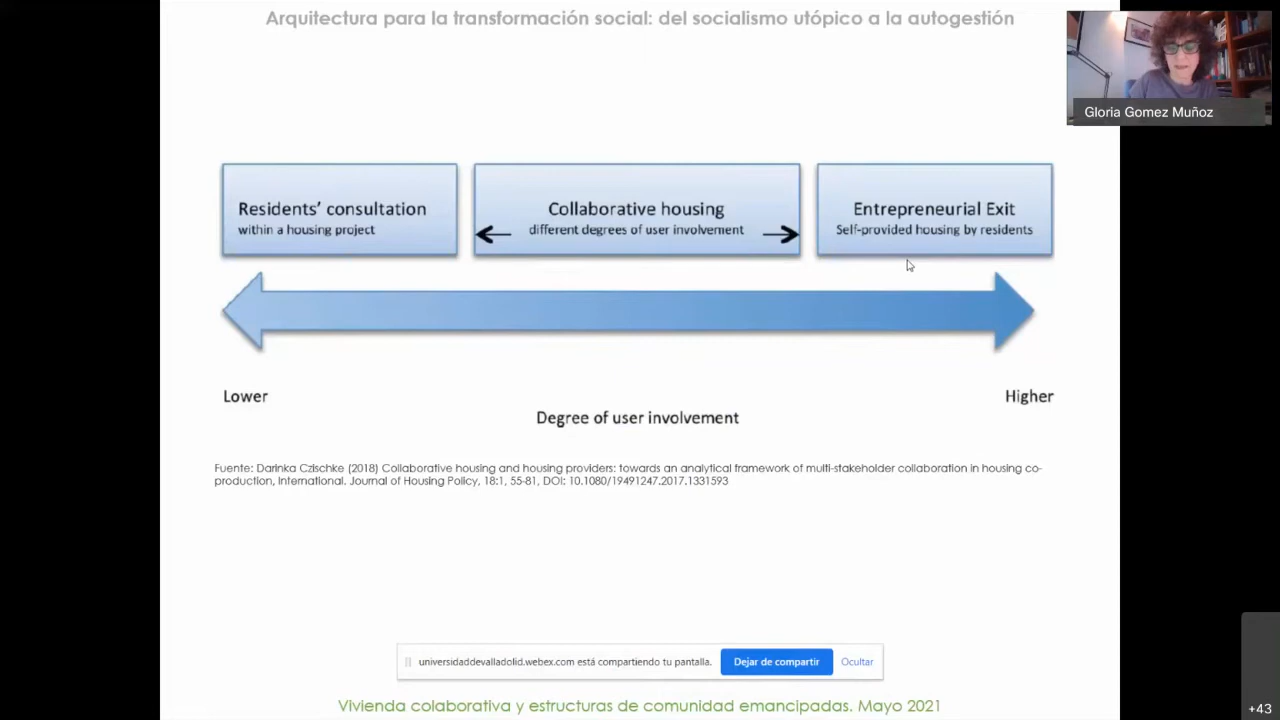 Arquitectura para la transformación social: del socialismo utópico a la autogestión
Gloria Gomez Muñoz
Residents’ consultation
within a housing project
Collaborative housing
different degrees of user involvement
Entrepreneurial Exit
Self-provided housing by residents
Lower
Higher
Degree of user involvement
Fuente: Darinka Czischke (2018) Collaborative housing and housing providers: towards an analytical framework of multi-stakeholder collaboration in housing co-
production, International. Journal of Housing Policy, 18:1, 55-81, DOI: 10.1080/19491247.2017.1331593
universidaddevalladolid.webex.com está compartiendo tu pantalla.
Dejar de compartir
Ocultar
Vivienda colaborativa y estructuras de comunidad emancipadas. Mayo 2021
+43